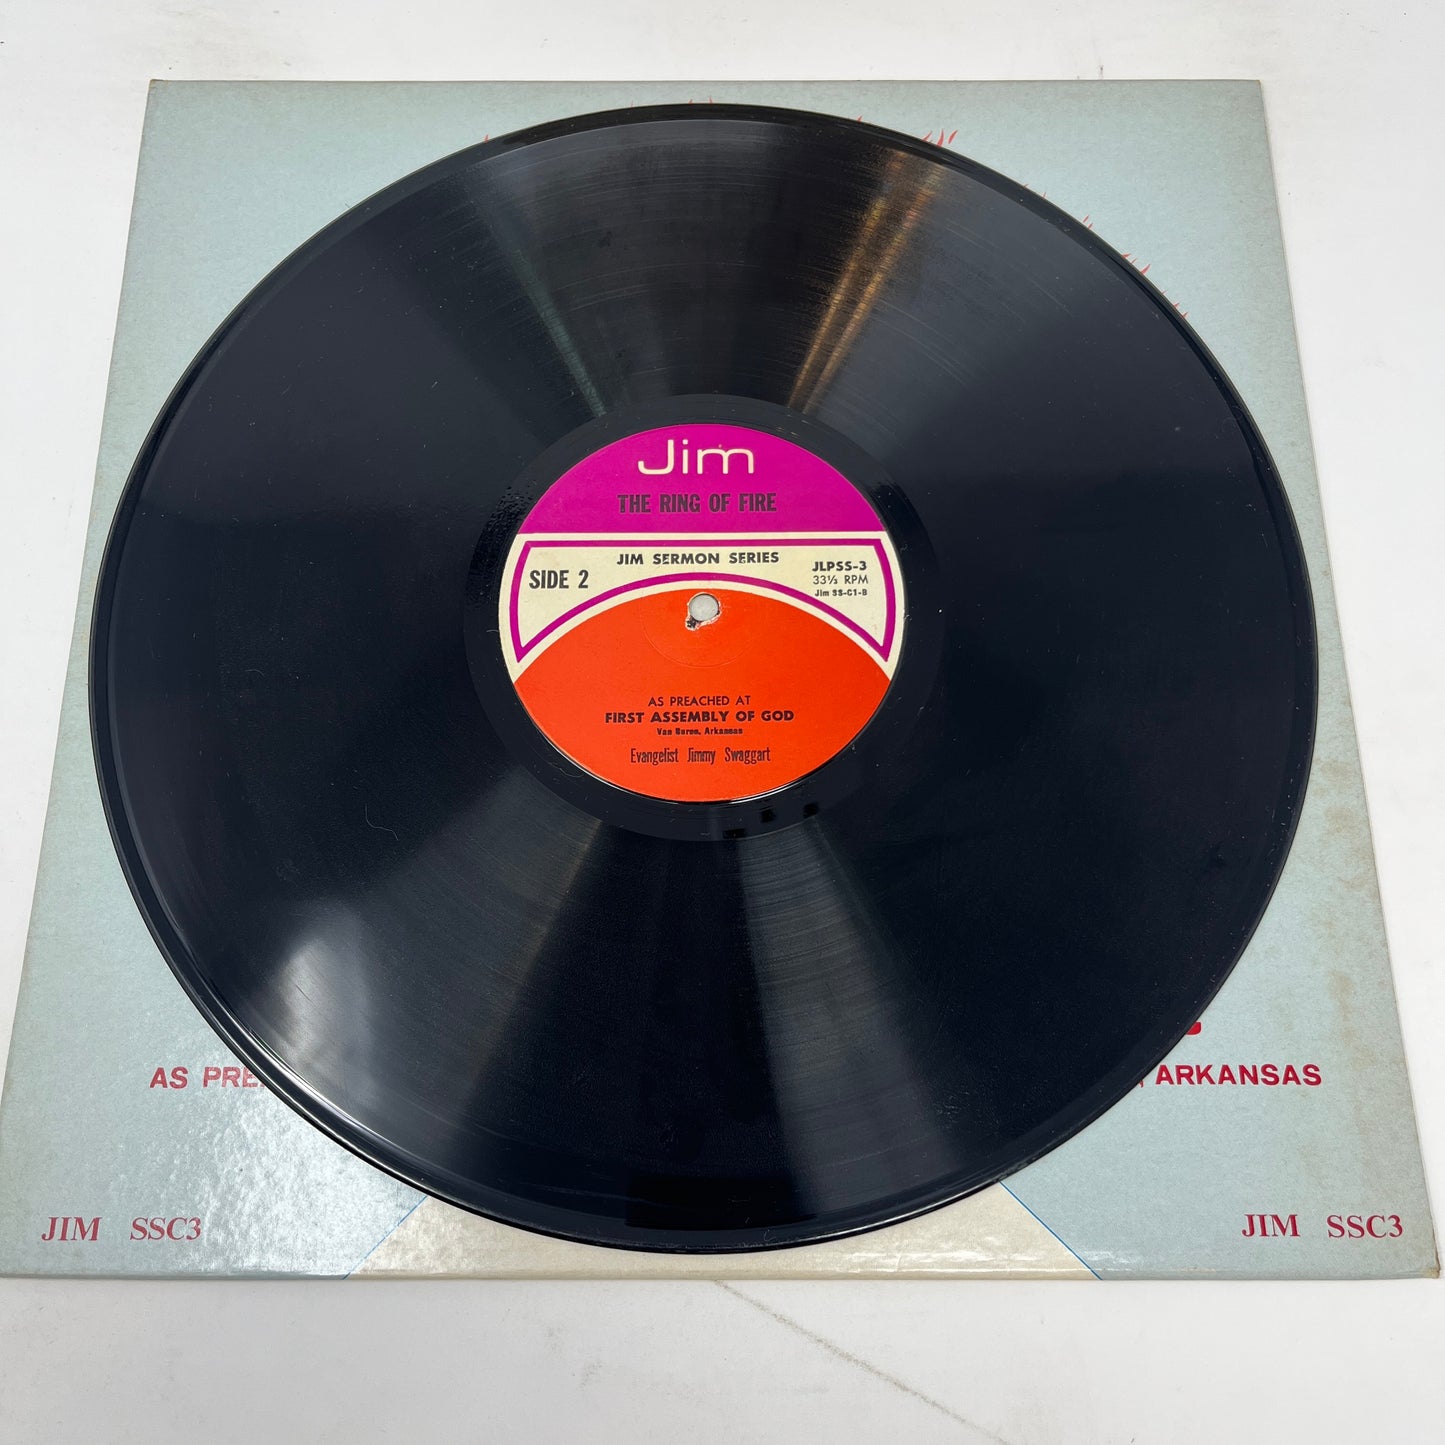 Jim
THE RING OF FIRE
JIM SERMON SERIES
SIDE 2
JLPSS-3
33⅓ RPM
Jim SS-C1-B
AS PREACHED AT
FIRST ASSEMBLY OF GOD
Van Buren, Arkansas
Evangelist Jimmy Swaggart
AS PRE
, ARKANSAS
JIM SSC3
JIM SSC3